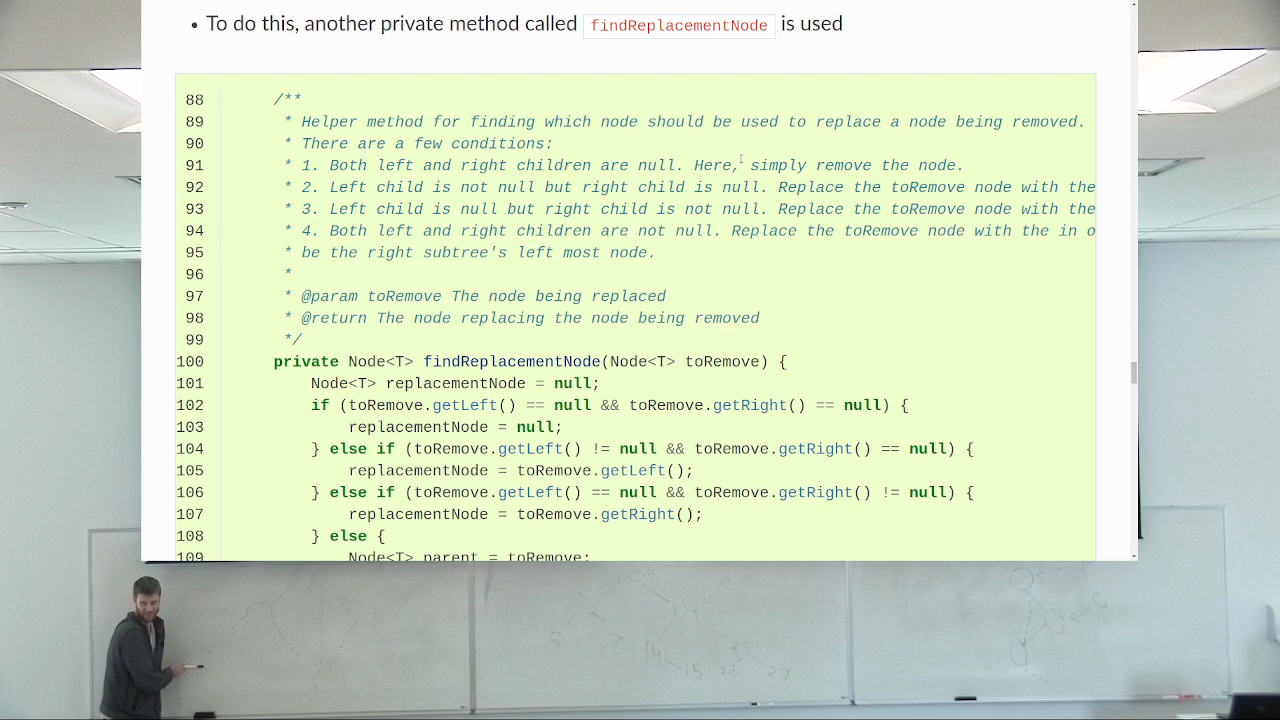 • To do this, another private method called findReplacementNode is used
88 /**
89 * Helper method for finding which node should be used to replace a node being removed.
90 * There are a few conditions:
91 * 1. Both left and right children are null. Here, simply remove the node.
92 * 2. Left child is not null but right child is null. Replace the toRemove node with the
93 * 3. Left child is null but right child is not null. Replace the toRemove node with the
94 * 4. Both left and right children are not null. Replace the toRemove node with the in o
95 * be the right subtree's left most node.
96 *
97 * @param toRemove The node being replaced
98 * @return The node replacing the node being removed
99 */
100 private Node<T> findReplacementNode(Node<T> toRemove) {
101 Node<T> replacementNode = null;
102 if (toRemove.getLeft() == null && toRemove.getRight() == null) {
103 replacementNode = null;
104 } else if (toRemove.getLeft() != null && toRemove.getRight() == null) {
105 replacementNode = toRemove.getLeft();
106 } else if (toRemove.getLeft() == null && toRemove.getRight() != null) {
107 replacementNode = toRemove.getRight();
108 } else {
109 Node<T> parent = toRemove;
14 15 27